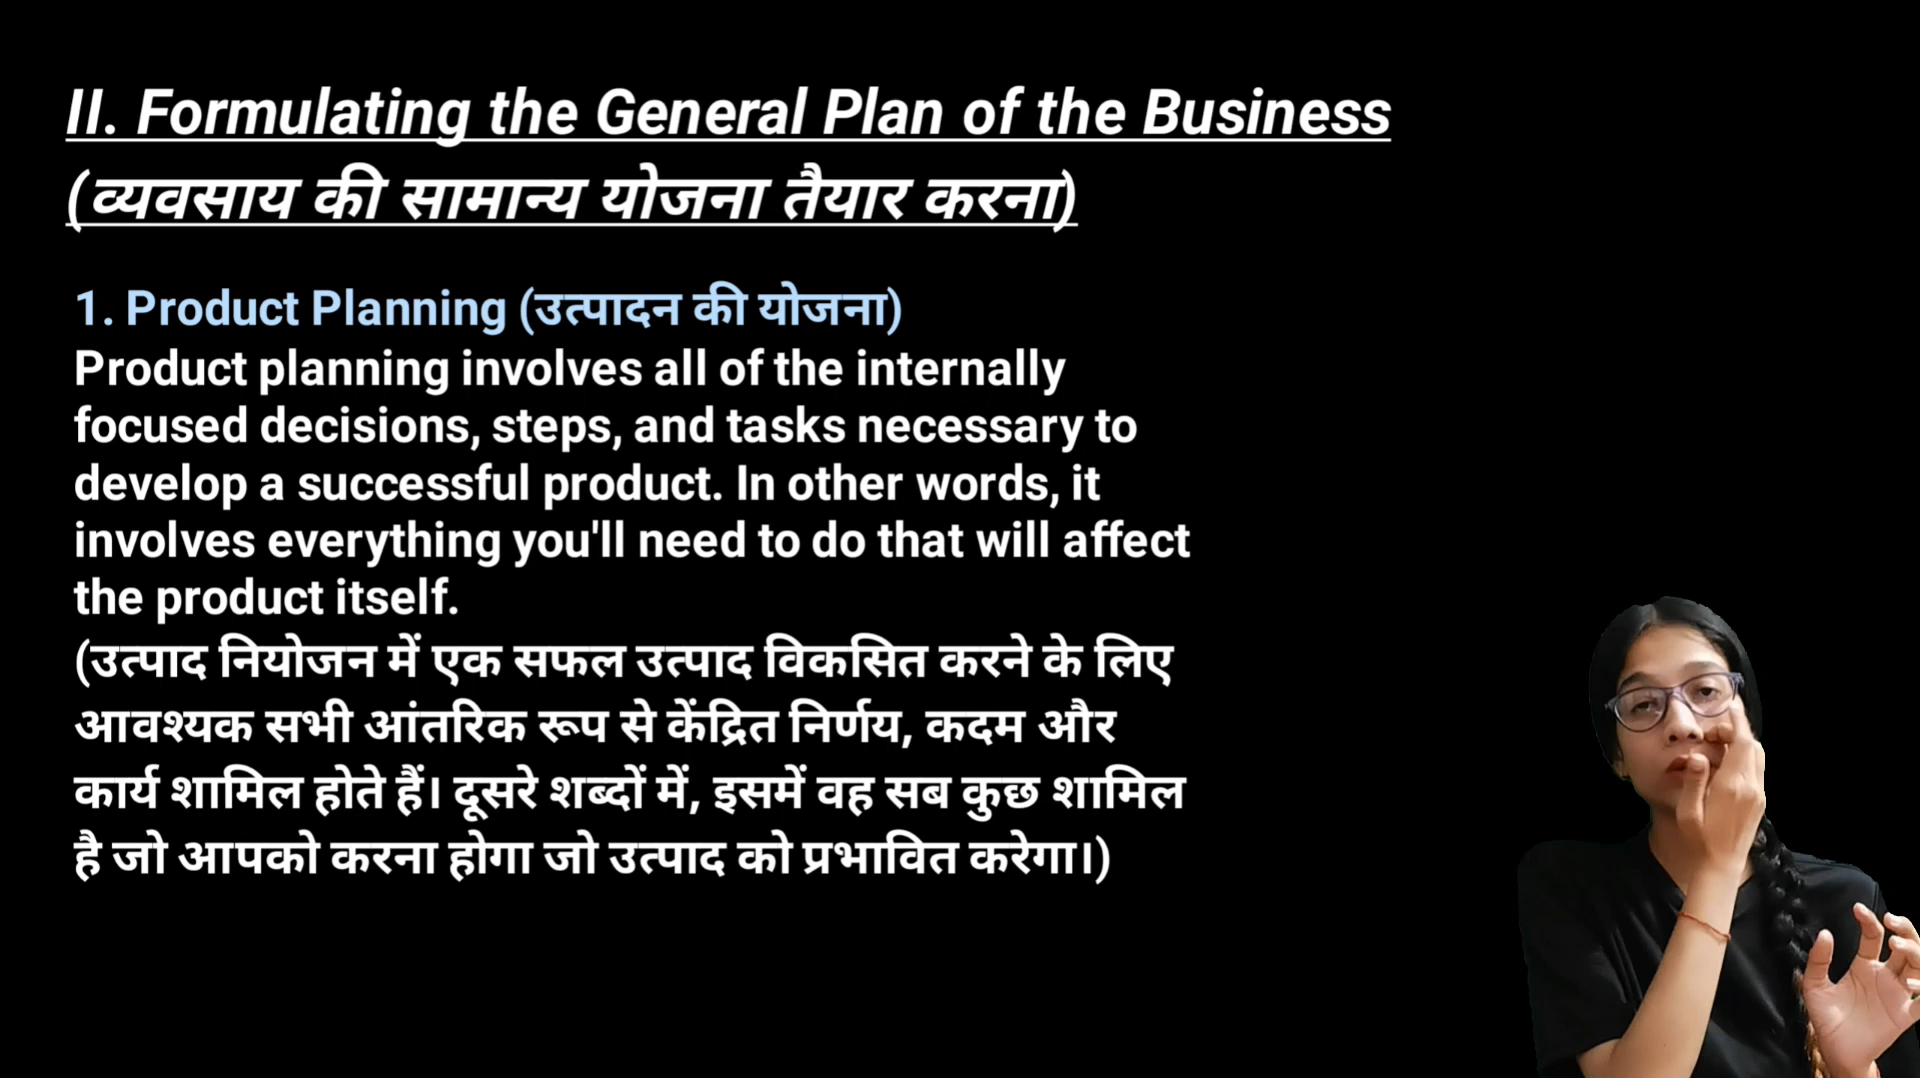 II. Formulating the General Plan of the Business
(व्यवसाय की सामान्य योजना तैयार करना)
1. Product Planning (उत्पादन की योजना)
Product planning involves all of the internally
focused decisions, steps, and tasks necessary to
develop a successful product. In other words, it
involves everything you'll need to do that will affect
the product itself.
(उत्पाद नियोजन में एक सफल उत्पाद विकसित करने के लिए
आवश्यक सभी आंतरिक रूप से केंद्रित निर्णय, कदम और
कार्य शामिल होते हैं। दूसरे शब्दों में, इसमें वह सब कुछ शामिल
है जो आपको करना होगा जो उत्पाद को प्रभावित करेगा।)